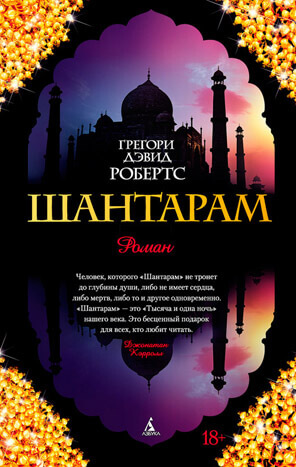 ГРЕГОРИ
ДЭВИД
РОБЕРТС
ШАНТАРАМ
Роман
Человек, которого «Шантарам» не тронет
до глубины души, либо не имеет сердца,
либо мертв, либо то и другое одновременно.
«Шантарам» — это «Тысяча и одна ночь»
нашего века. Это бесценный подарок
для всех, кто любит читать.
Джонатан
Кэрролл
АЗБУКА
18+